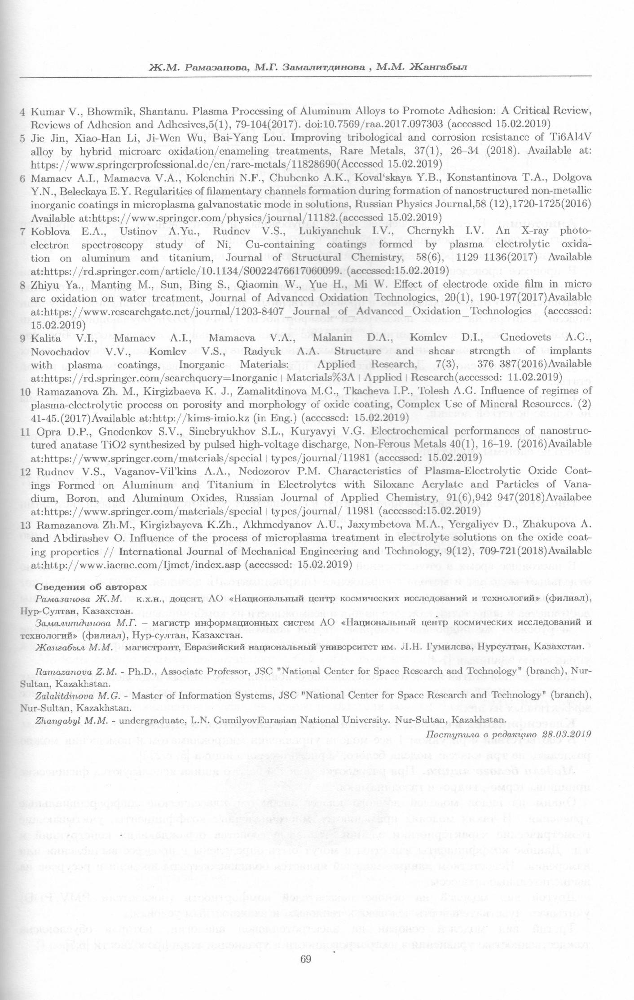 Ж.М. Рамазанова, М.Г. Замалитдинова , М.М. Жангабыл
4 Kumar V., Bhowmik, Shantanu. Plasma Processing of Aluminum Alloys to Promote Adhesion: A Critical Review,
Reviews of Adhesion and Adhesives,5(1), 79-104(2017). doi:10.7569/raa.2017.097303 (accessed 15.02.2019)
5 Jie Jin, Xiao-Han Li, Ji-Wen Wu, Bai-Yang Lou. Improving tribological and corrosion resistance of Ti6Al4V
alloy by hybrid microarc oxidation/enameling treatments, Rare Metals, 37(1), 26–34 (2018). Available at:
https://www.springerprofessional.de/en/rare-metals/11828690(Accessed 15.02.2019)
6 Mamaev A.I., Mamaeva V.A., Kolenchin N.F., Chubenko A.K., Koval‘skaya Y.B., Konstantinova T.A., Dolgova
Y.N., Beleckaya E.Y. Regularities of filamentary channels formation during formation of nanostructured non-metallic
inorganic coatings in microplasma galvanostatic mode in solutions, Russian Physics Journal,58 (12),1720-1725(2016)
Available at:https://www.springer.com/physics/journal/11182.(accessed 15.02.2019)
7 Koblova E.A., Ustinov A.Yu., Rudnev V.S., Lukiyanchuk I.V., Chernykh I.V. An X-ray photo-
electron spectroscopy study of Ni, Cu-containing coatings formed by plasma electrolytic oxida-
tion on aluminum and titanium, Journal of Structural Chemistry, 58(6), 1129 1136(2017) Available
at:https://rd.springer.com/article/10.1134/S0022476617060099. (accessed:15.02.2019)
8 Zhiyu Ya., Manting M., Sun, Bing S., Qiaomin W., Yue H., Mi W. Effect of electrode oxide film in micro
arc oxidation on water treatment, Journal of Advanced Oxidation Technologies, 20(1), 190-197(2017)Available
at:https://www.researchgate.net/journal/1203-8407_Journal_of_Advanced_Oxidation_Technologies (accessed:
15.02.2019)
9 Kalita V.I., Mamaev A.I., Mamaeva V.A., Malanin D.A., Komlev D.I., Gnedovets A.G.,
Novochadov V.V., Komlev V.S., Radyuk A.A. Structure and shear strength of implants
with plasma coatings, Inorganic Materials: Applied Research, 7(3), 376 387(2016)Available
at:https://rd.springer.com/searchquery=Inorganic | Materials%3A | Applied | Research(accessed: 11.02.2019)
10 Ramazanova Zh. M., Kirgizbaeva K. J., Zamalitdinova M.G., Tkacheva I.P., Tolesh A.G. Influence of regimes of
plasma-electrolytic process on porosity and morphology of oxide coating, Complex Use of Mineral Resources. (2)
41-45.(2017)Available at:http://kims-imio.kz (in Eng.) (accessed: 15.02.2019)
11 Opra D.P., Gnedenkov S.V., Sinebryukhov S.L., Kuryavyi V.G. Electrochemical performances of nanostruc-
tured anatase TiO2 synthesized by pulsed high-voltage discharge, Non-Ferous Metals 40(1), 16–19. (2016)Available
at:https://www.springer.com/materials/special | types/journal/11981 (accessed: 15.02.2019)
12 Rudnev V.S., Vaganov-Vil’kins A.A., Nedozorov P.M. Characteristics of Plasma-Electrolytic Oxide Coat-
ings Formed on Aluminum and Titanium in Electrolytes with Siloxane Acrylate and Particles of Vana-
dium, Boron, and Aluminum Oxides, Russian Journal of Applied Chemistry, 91(6),942 947(2018)Availabee
at:https://www.springer.com/materials/special | types/journal/ 11981 (accessed:15.02.2019)
13 Ramazanova Zh.M., Kirgizbayeva K.Zh., Akhmedyanov A.U., Jaxymbetova M.A., Yergaliyev D., Zhakupova A.
and Abdirashev O. Influence of the process of microplasma treatment in electrolyte solutions on the oxide coat-
ing properties // International Journal of Mechanical Engineering and Technology, 9(12), 709-721(2018)Available
at:http://www.iaeme.com/Ijmet/index.asp (accessed: 15.02.2019)
Сведения об авторах
Рамазанова Ж.М. к.х.н., доцент, АО «Национальный центр космических исследований и технологий» (филиал),
Нур-Султан, Казахстан.
Замалитдинова М.Г. – магистр информационных систем АО «Национальный центр космических исследований и
технологий» (филиал), Нур-султан, Казахстан.
Жангабыл М.М. магистрант, Евразийский национальный университет им. Л.Н. Гумилева, Нурсултан, Казахстан.
Ramazanova Z.M. - Ph.D., Associate Professor, JSC "National Center for Space Research and Technology" (branch), Nur-
Sultan, Kazakhstan.
Zalalitdinova M.G. - Master of Information Systems, JSC "National Center for Space Research and Technology" (branch),
Nur-Sultan, Kazakhstan.
Zhangabyl M.M. - undergraduate, L.N. GumilyovEurasian National University. Nur-Sultan, Kazakhstan.
Поступила в редакцию 28.03.2019
69